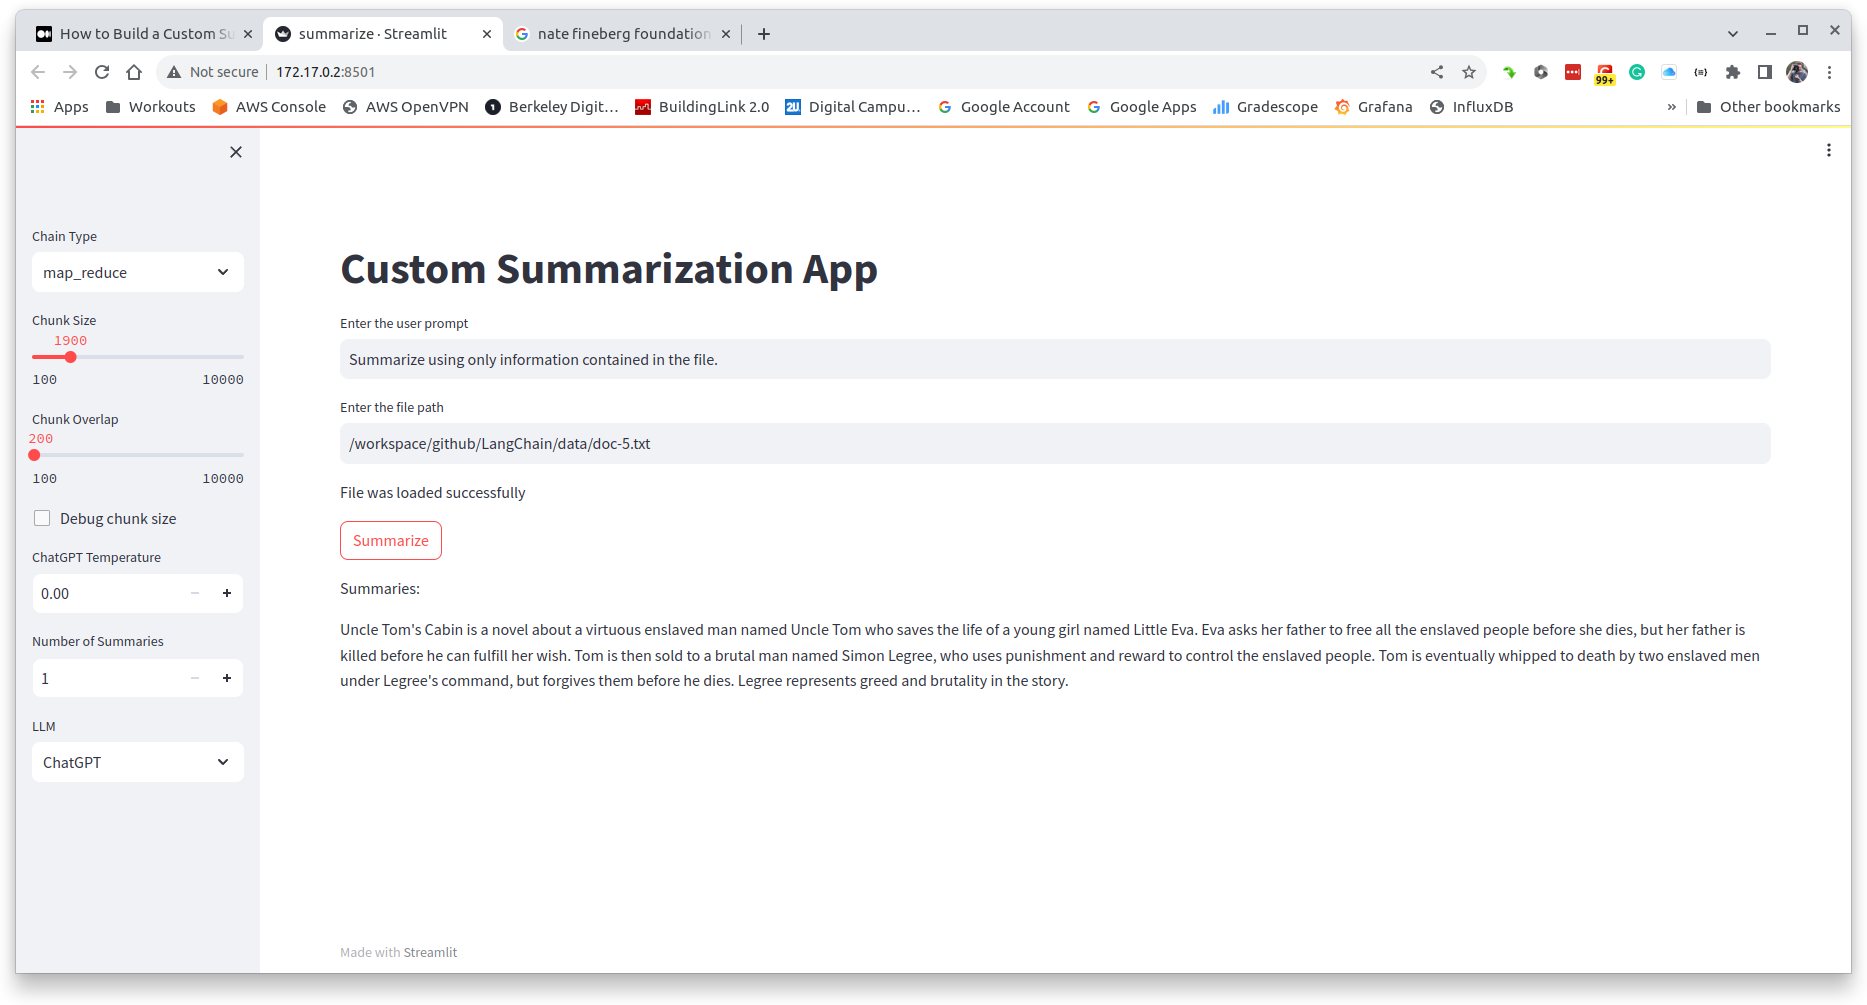 How to Build a Custom Su
summarize · Streamlit
nate fineberg foundation
Not secure
172.17.0.2:8501
99+
Apps
Workouts
AWS Console
AWS OpenVPN
Berkeley Digit…
BuildingLink 2.0
Digital Campu…
Google Account
Google Apps
Gradescope
Grafana
InfluxDB
»
Other bookmarks
Chain Type
map_reduce
Chunk Size
1900
100 10000
Chunk Overlap
200
100 10000
Debug chunk size
ChatGPT Temperature
0.00
Number of Summaries
1
LLM
ChatGPT
Custom Summarization App
Enter the user prompt
Summarize using only information contained in the file.
Enter the file path
/workspace/github/LangChain/data/doc-5.txt
File was loaded successfully
Summarize
Summaries:
Uncle Tom's Cabin is a novel about a virtuous enslaved man named Uncle Tom who saves the life of a young girl named Little Eva. Eva asks her father to free all the enslaved people before she dies, but her father is
killed before he can fulfill her wish. Tom is then sold to a brutal man named Simon Legree, who uses punishment and reward to control the enslaved people. Tom is eventually whipped to death by two enslaved men
under Legree's command, but forgives them before he dies. Legree represents greed and brutality in the story.
Made with Streamlit